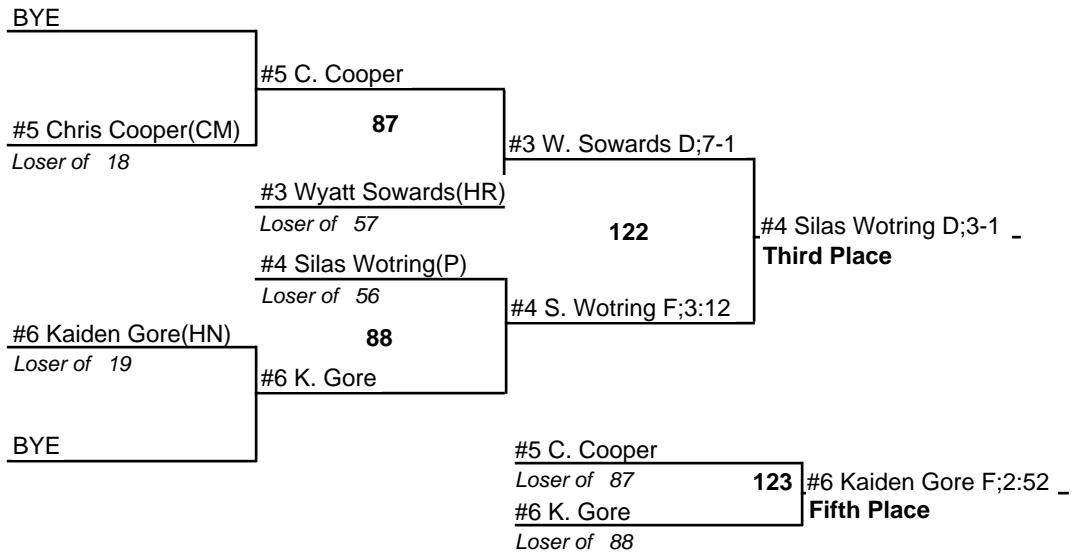 BYE
#5 C. Cooper
#5 Chris Cooper(CM)
87
Loser of 18
#3 W. Sowards D;7-1
#3 Wyatt Sowards(HR)
Loser of 57
122
#4 Silas Wotring D;3-1
Third Place
#4 Silas Wotring(P)
Loser of 56
#4 S. Wotring F;3:12
#6 Kaiden Gore(HN)
88
Loser of 19
#6 K. Gore
BYE
#5 C. Cooper
Loser of 87
123
#6 Kaiden Gore F;2:52
Fifth Place
#6 K. Gore
Loser of 88